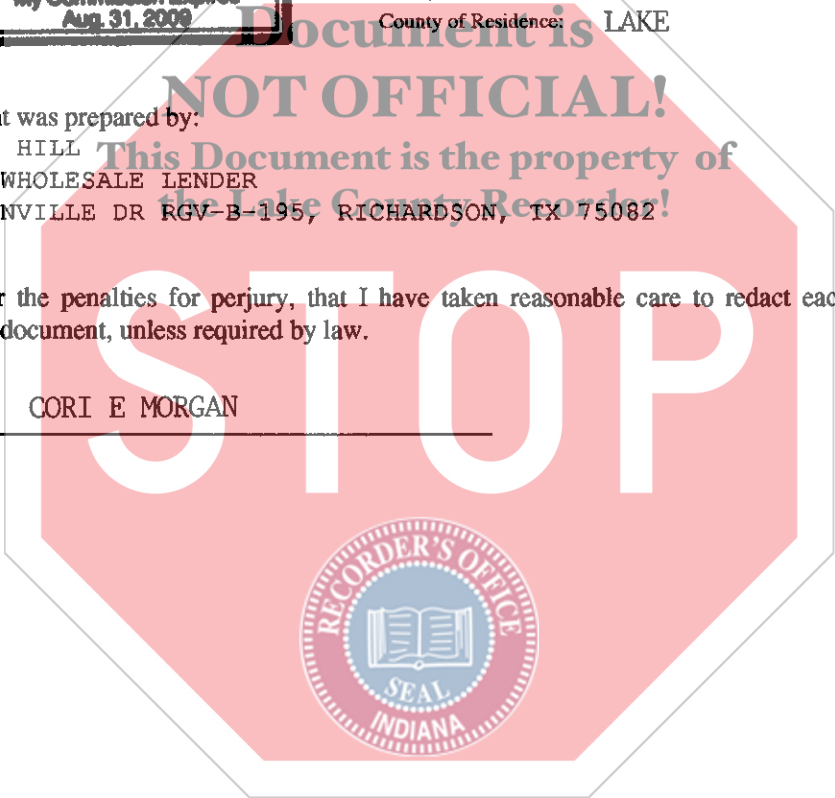 My Commission Expires
Aug. 31, 2009
County of Residence: LAKE
Document is
NOT OFFICIAL!
This Document is the property of
the Lake County Recorder!
t was prepared by:
HILL
WHOLESALE LENDER
NVILLE DR RGV-B-195, RICHARDSON, TX 75082
r the penalties for perjury, that I have taken reasonable care to redact eac
document, unless required by law.
CORI E MORGAN
STOP
RECORDER'S OFFICE
SEAL
INDIANA